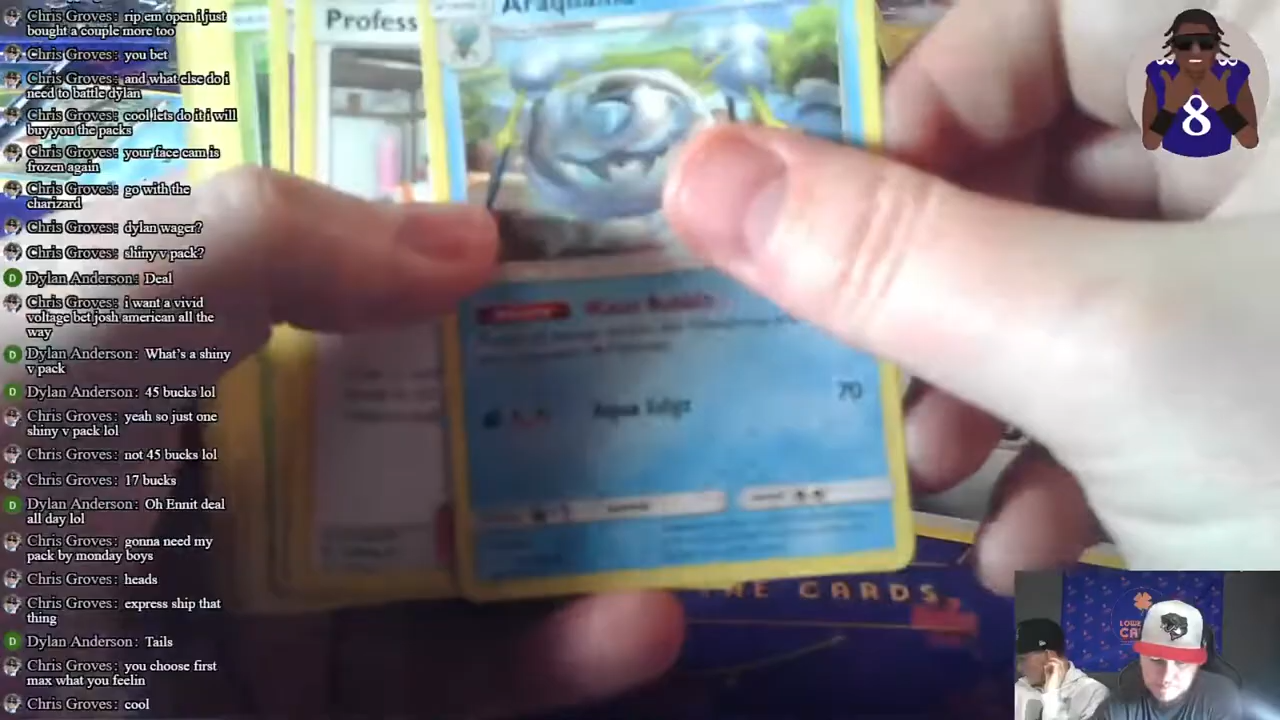 Chris Groves: rip em open i just
bought a couple more too
Chris Groves: you bet
Chris Groves: and what else do i
need to battle dylan
Chris Groves: cool lets do it i will
buy you the packs
Chris Groves: your face cam is
frozen again
Chris Groves: go with the
charizard
Chris Groves: dylan wager?
Chris Groves: shiny v pack?
D Dylan Anderson: Deal
Chris Groves: i want a vivid
voltage bet josh american all the
way
D Dylan Anderson: What's a shiny
v pack
D Dylan Anderson: 45 bucks lol
Chris Groves: yeah so just one
shiny v pack lol
Chris Groves: not 45 bucks lol
Chris Groves: 17 bucks
D Dylan Anderson: Oh Ennit deal
all day lol
Chris Groves: gonna need my
pack by monday boys
Chris Groves: heads
Chris Groves: express ship that
thing
D Dylan Anderson: Tails
Chris Groves: you choose first
max what you feelin
Chris Groves: cool
Profess
Araquanid
Aqua Edge
70
THE CARDS
8